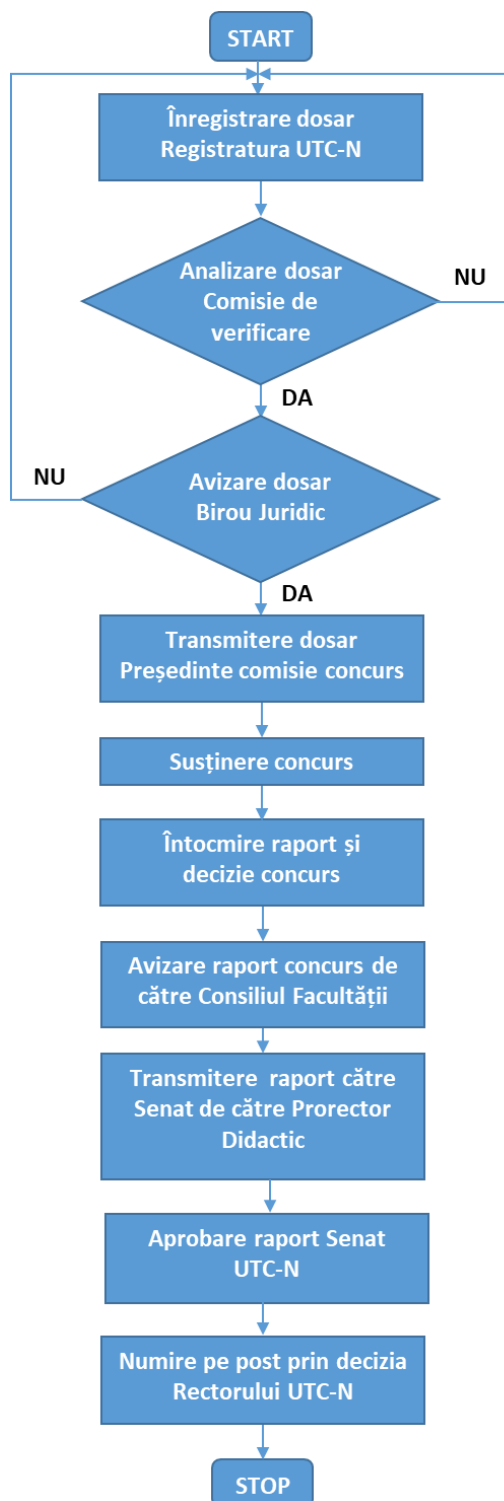 START
Înregistrare dosar
Registratura UTC-N
Analizare dosar
Comisie de
verificare
NU
DA
NU
Avizare dosar
Birou Juridic
DA
Transmitere dosar
Președinte comisie concurs
Susținere concurs
Întocmire raport și
decizie concurs
Avizare raport concurs de
către Consiliul Facultății
Transmitere raport către
Senat de către Prorector
Didactic
Aprobare raport Senat
UTC-N
Numire pe post prin decizia
Rectorului UTC-N
STOP